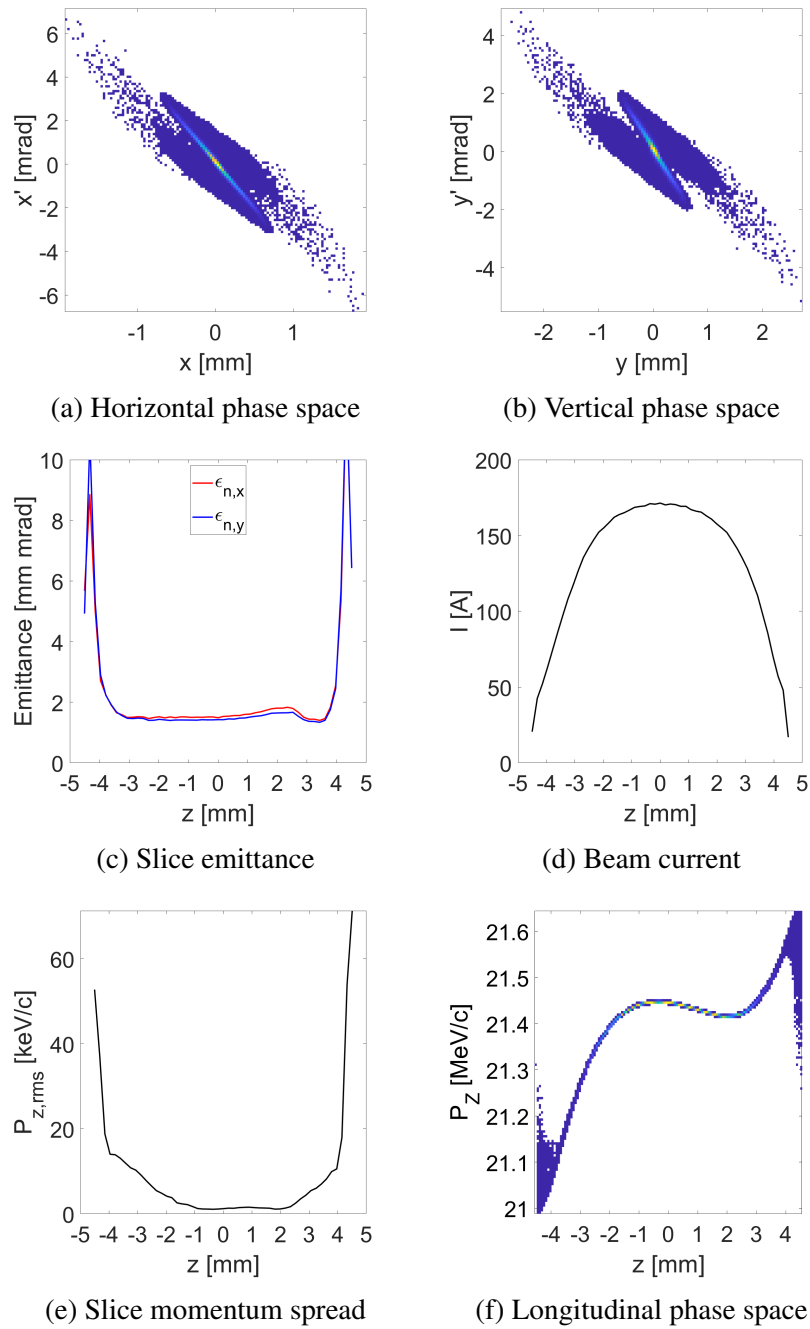 6
4
2
0
-2
-4
-6
x' [mrad]
-1 0 1
x [mm]
(a) Horizontal phase space
4
2
0
-2
-4
y' [mrad]
-2 -1 0 1 2
y [mm]
(b) Vertical phase space
10
8
6
4
2
0
Emittance [mm mrad]
ϵn,x
ϵn,y
-5 -4 -3 -2 -1 0 1 2 3 4 5
z [mm]
(c) Slice emittance
200
150
100
50
0
I [A]
-5 -4 -3 -2 -1 0 1 2 3 4 5
z [mm]
(d) Beam current
60
40
20
0
Pz,rms [keV/c]
-5 -4 -3 -2 -1 0 1 2 3 4 5
z [mm]
(e) Slice momentum spread
21.6
21.5
21.4
21.3
21.2
21.1
21
Pz [MeV/c]
-4 -2 0 2 4
z [mm]
(f) Longitudinal phase space